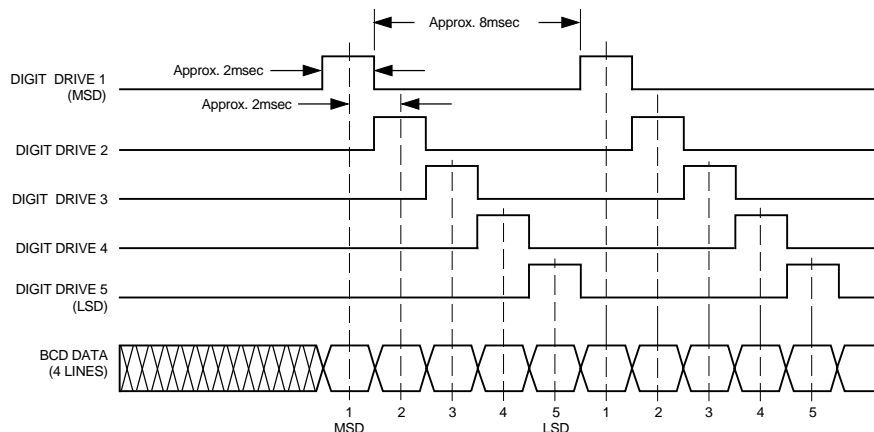 Approx. 8msec
Approx. 2msec
DIGIT DRIVE 1
(MSD)
Approx. 2msec
DIGIT DRIVE 2
DIGIT DRIVE 3
DIGIT DRIVE 4
DIGIT DRIVE 5
(LSD)
BCD DATA
(4 LINES)
1 2 3 4 5 1 2 3 4 5
MSD LSD